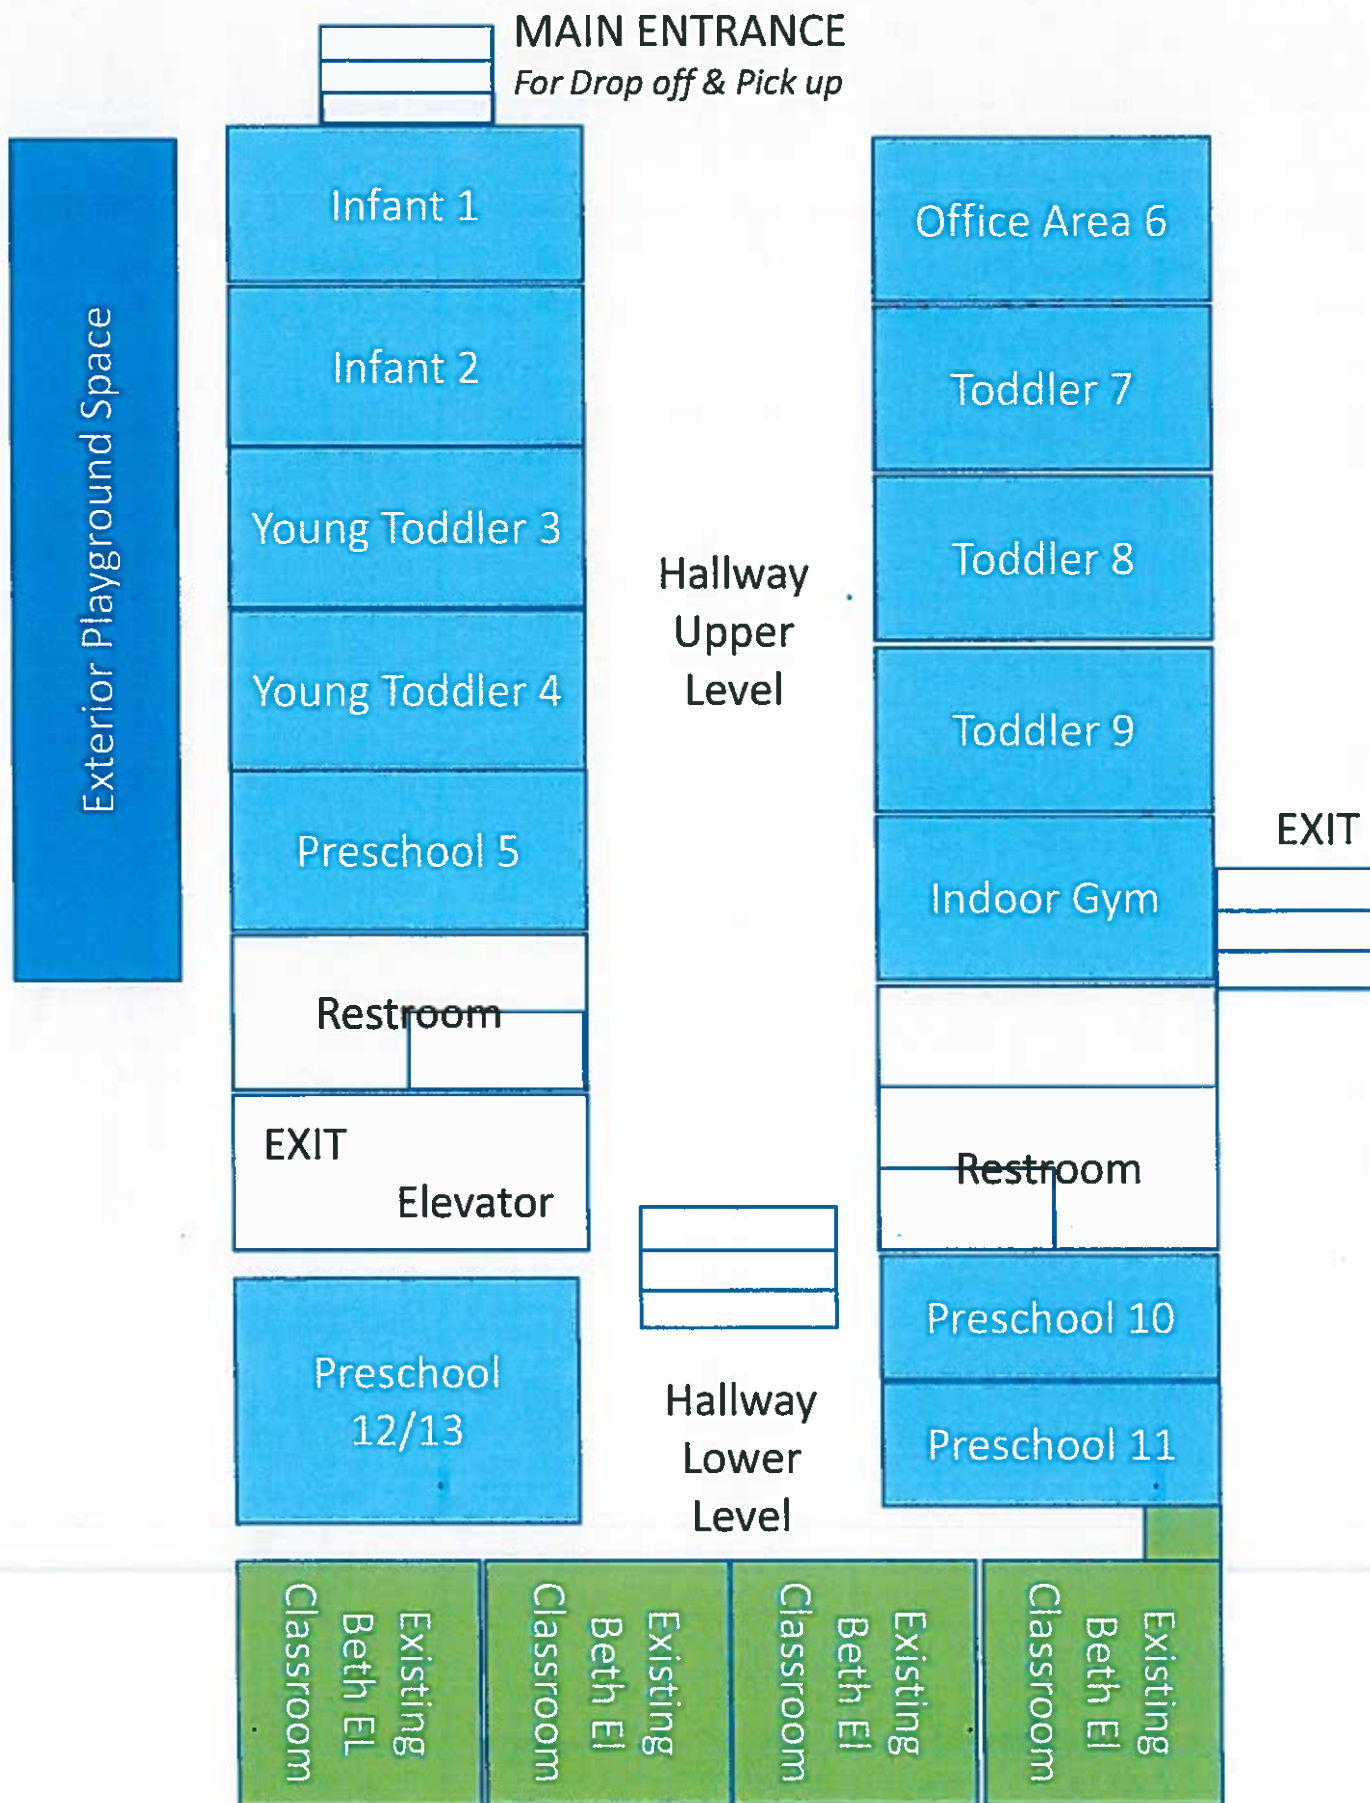 MAIN ENTRANCE
For Drop off & Pick up
Exterior Playground Space
Infant 1
Infant 2
Young Toddler 3
Young Toddler 4
Preschool 5
Restroom
EXIT
Elevator
Preschool
12/13
Hallway
Upper
Level
Hallway
Lower
Level
Office Area 6
Toddler 7
Toddler 8
Toddler 9
Indoor Gym
EXIT
Restroom
Preschool 10
Preschool 11
Existing
Beth EL
Classroom
Existing
Beth El
Classroom
Existing
Beth El
Classroom
Existing
Beth El
Classroom